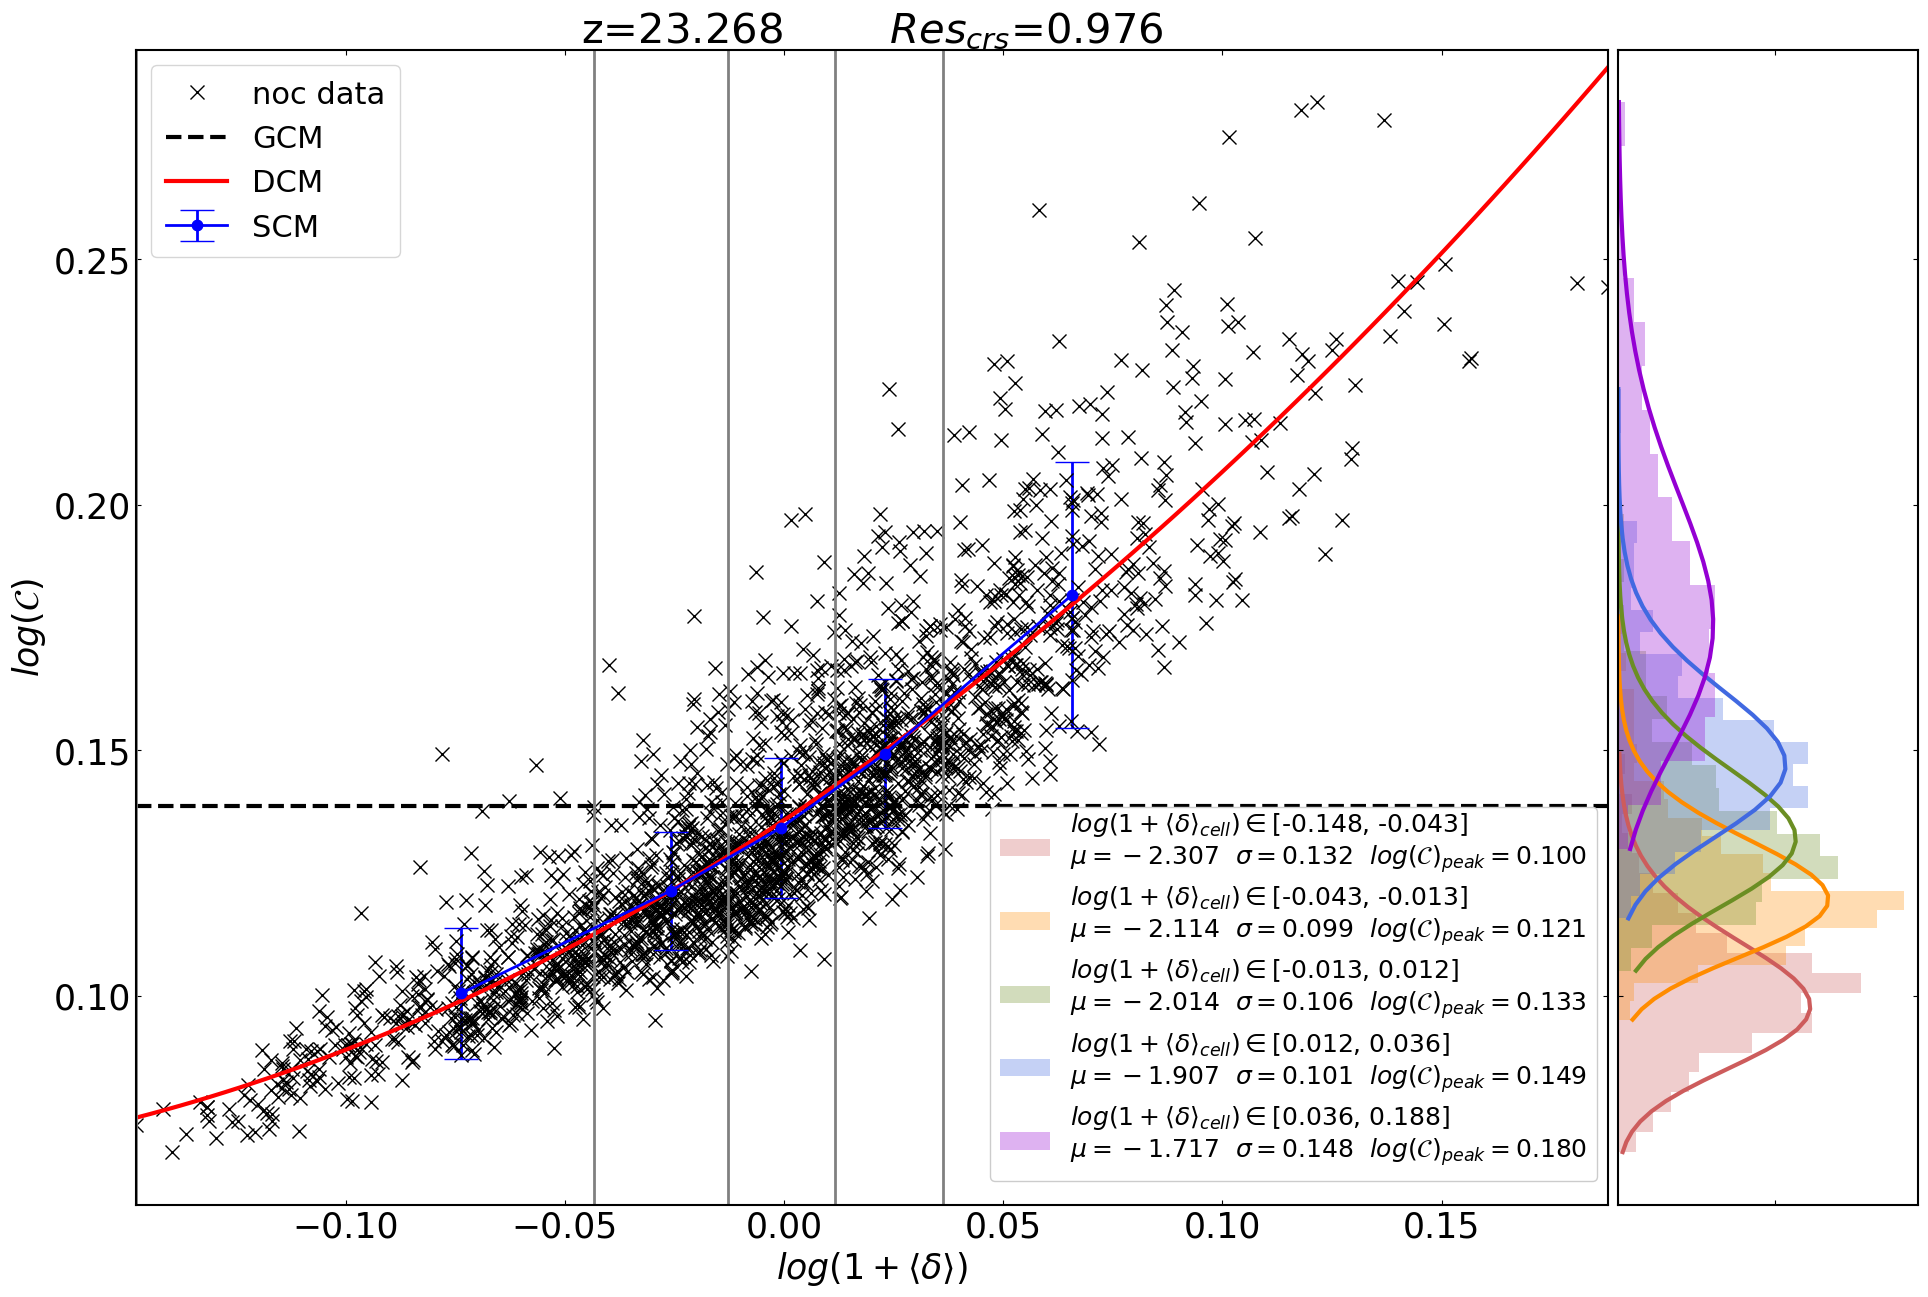 z=23.268 Res_crs=0.976
noc data
GCM
DCM
SCM
0.25
0.20
0.15
0.10
log(𝒞)
log(1 + ⟨δ⟩_cell) ∈ [-0.148, -0.043]
μ = −2.307 σ = 0.132 log(𝒞)_peak = 0.100
log(1 + ⟨δ⟩_cell) ∈ [-0.043, -0.013]
μ = −2.114 σ = 0.099 log(𝒞)_peak = 0.121
log(1 + ⟨δ⟩_cell) ∈ [-0.013, 0.012]
μ = −2.014 σ = 0.106 log(𝒞)_peak = 0.133
log(1 + ⟨δ⟩_cell) ∈ [0.012, 0.036]
μ = −1.907 σ = 0.101 log(𝒞)_peak = 0.149
log(1 + ⟨δ⟩_cell) ∈ [0.036, 0.188]
μ = −1.717 σ = 0.148 log(𝒞)_peak = 0.180
−0.10 −0.05 0.00 0.05 0.10 0.15
log(1 + ⟨δ⟩)